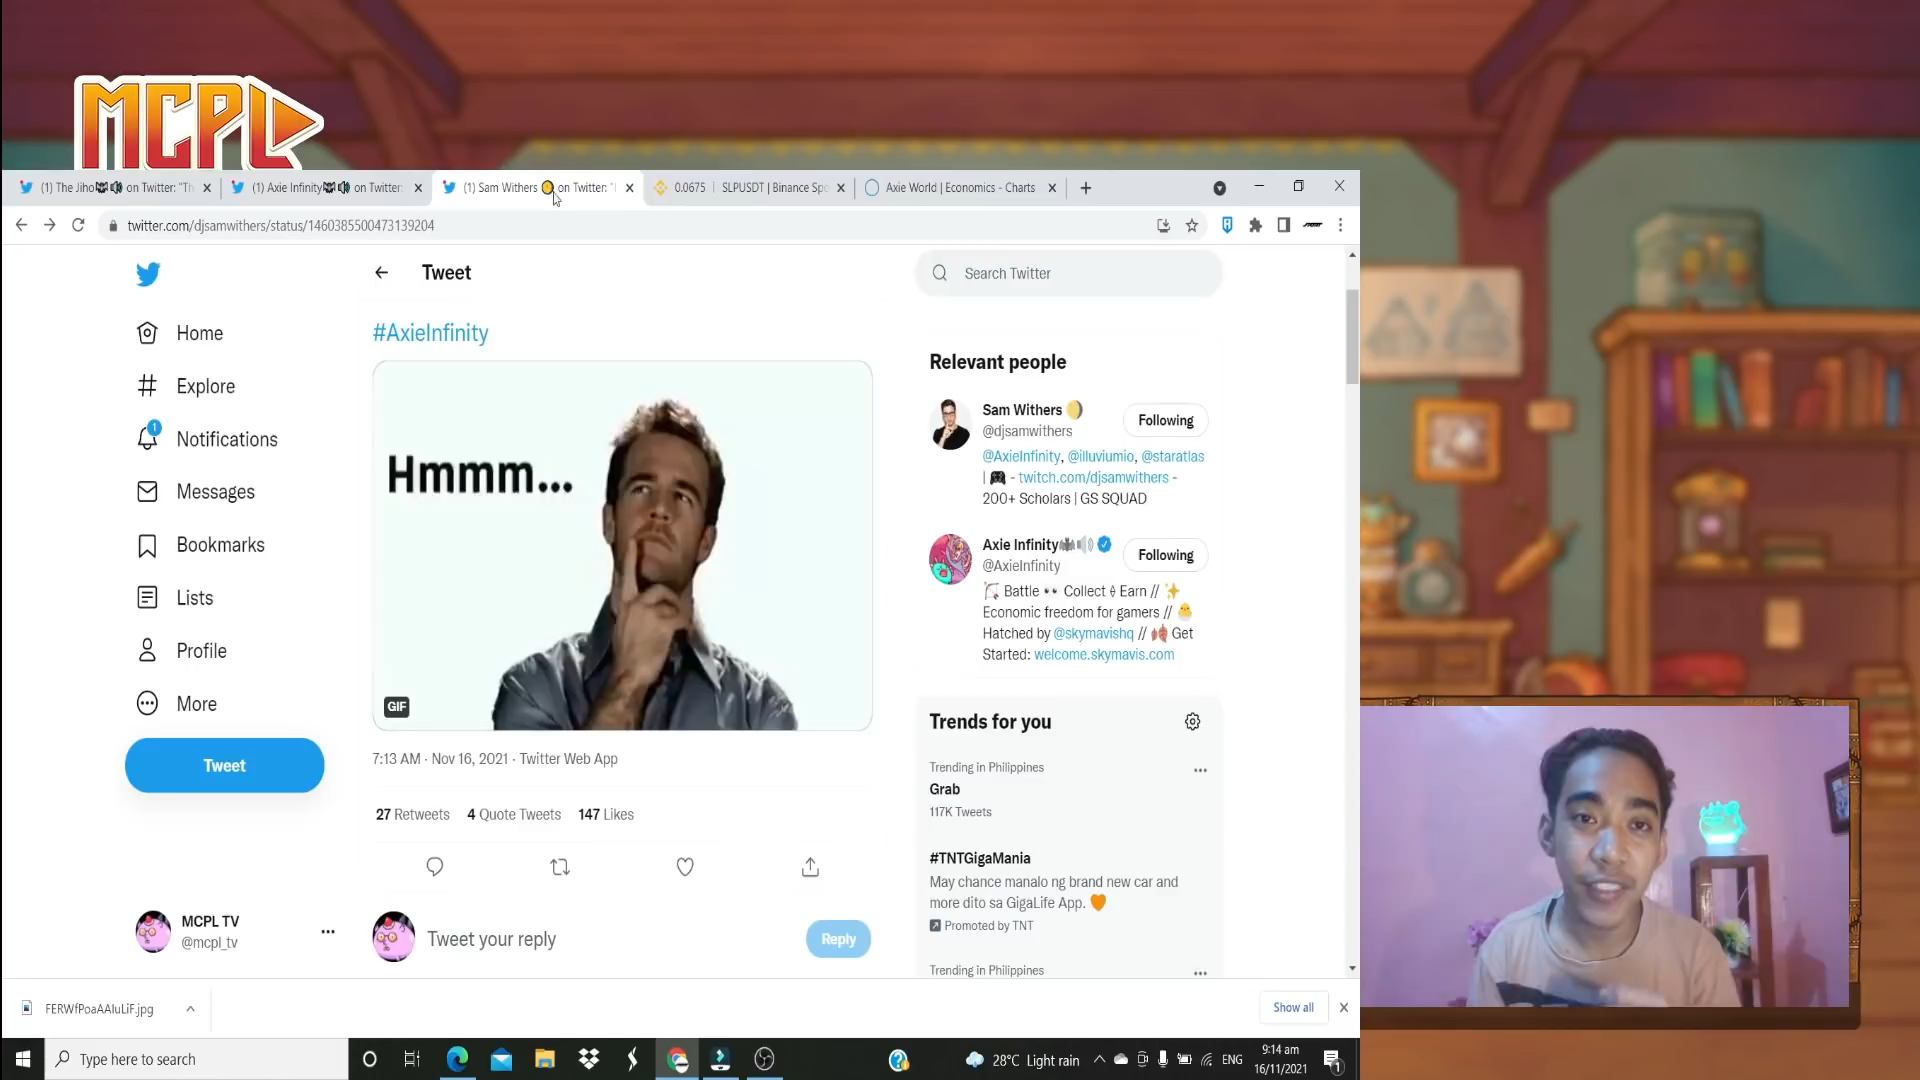 MCPL
(1) The Jiho on Twitter: "Th
(1) Axie Infinity on Twitter:
(1) Sam Withers on Twitter: "
0.0675 | SLPUSDT | Binance Spo
Axie World | Economics - Charts
twitter.com/djsamwithers/status/1460385500473139204
Home
Explore
1
Notifications
Messages
Bookmarks
Lists
Profile
More
Tweet
MCPL TV
@mcpl_tv
Tweet
#AxieInfinity
Hmmm...
GIF
7:13 AM · Nov 16, 2021 · Twitter Web App
27 Retweets 4 Quote Tweets 147 Likes
Tweet your reply
Reply
Search Twitter
Relevant people
Sam Withers
@djsamwithers
Following
@AxieInfinity, @illuviumio, @staratlas
| - twitch.com/djsamwithers -
200+ Scholars | GS SQUAD
Axie Infinity
@AxieInfinity
Following
Battle Collect Earn //
Economic freedom for gamers //
Hatched by @skymavishq // Get
Started: welcome.skymavis.com
Trends for you
Trending in Philippines
Grab
117K Tweets
#TNTGigaMania
May chance manalo ng brand new car and
more dito sa GigaLife App.
Promoted by TNT
Trending in Philippines
FERWfPoaAAIuLiF.jpg
Show all
Type here to search
28°C Light rain
ENG
9:14 am
16/11/2021
1